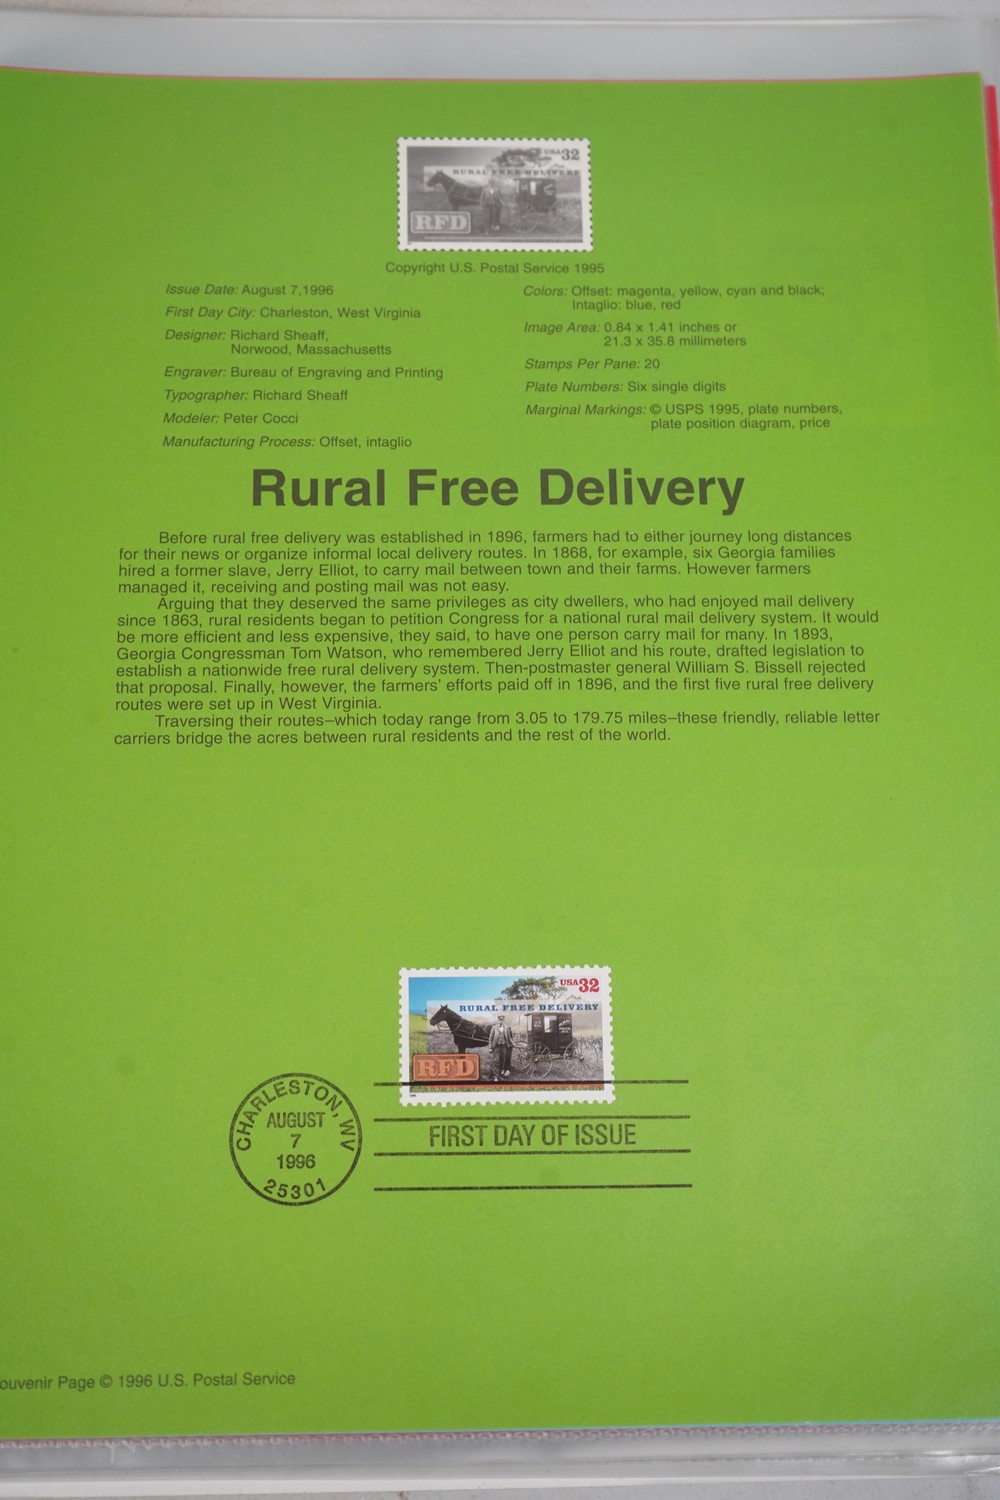 USA 32
RURAL FREE DELIVERY
RFD
Copyright U.S. Postal Service 1995
Issue Date: August 7,1996
First Day City: Charleston, West Virginia
Designer: Richard Sheaff,
Norwood, Massachusetts
Engraver: Bureau of Engraving and Printing
Typographer: Richard Sheaff
Modeler: Peter Cocci
Manufacturing Process: Offset, intaglio
Colors: Offset: magenta, yellow, cyan and black;
Intaglio: blue, red
Image Area: 0.84 x 1.41 inches or
21.3 x 35.8 millimeters
Stamps Per Pane: 20
Plate Numbers: Six single digits
Marginal Markings: © USPS 1995, plate numbers,
plate position diagram, price
Rural Free Delivery
Before rural free delivery was established in 1896, farmers had to either journey long distances
for their news or organize informal local delivery routes. In 1868, for example, six Georgia families
hired a former slave, Jerry Elliot, to carry mail between town and their farms. However farmers
managed it, receiving and posting mail was not easy.
Arguing that they deserved the same privileges as city dwellers, who had enjoyed mail delivery
since 1863, rural residents began to petition Congress for a national rural mail delivery system. It would
be more efficient and less expensive, they said, to have one person carry mail for many. In 1893,
Georgia Congressman Tom Watson, who remembered Jerry Elliot and his route, drafted legislation to
establish a nationwide free rural delivery system. Then-postmaster general William S. Bissell rejected
that proposal. Finally, however, the farmers' efforts paid off in 1896, and the first five rural free delivery
routes were set up in West Virginia.
Traversing their routes–which today range from 3.05 to 179.75 miles–these friendly, reliable letter
carriers bridge the acres between rural residents and the rest of the world.
USA 32
RURAL FREE DELIVERY
RFD
CHARLESTON, WV
AUGUST
7
1996
25301
FIRST DAY OF ISSUE
ouvenir Page © 1996 U.S. Postal Service